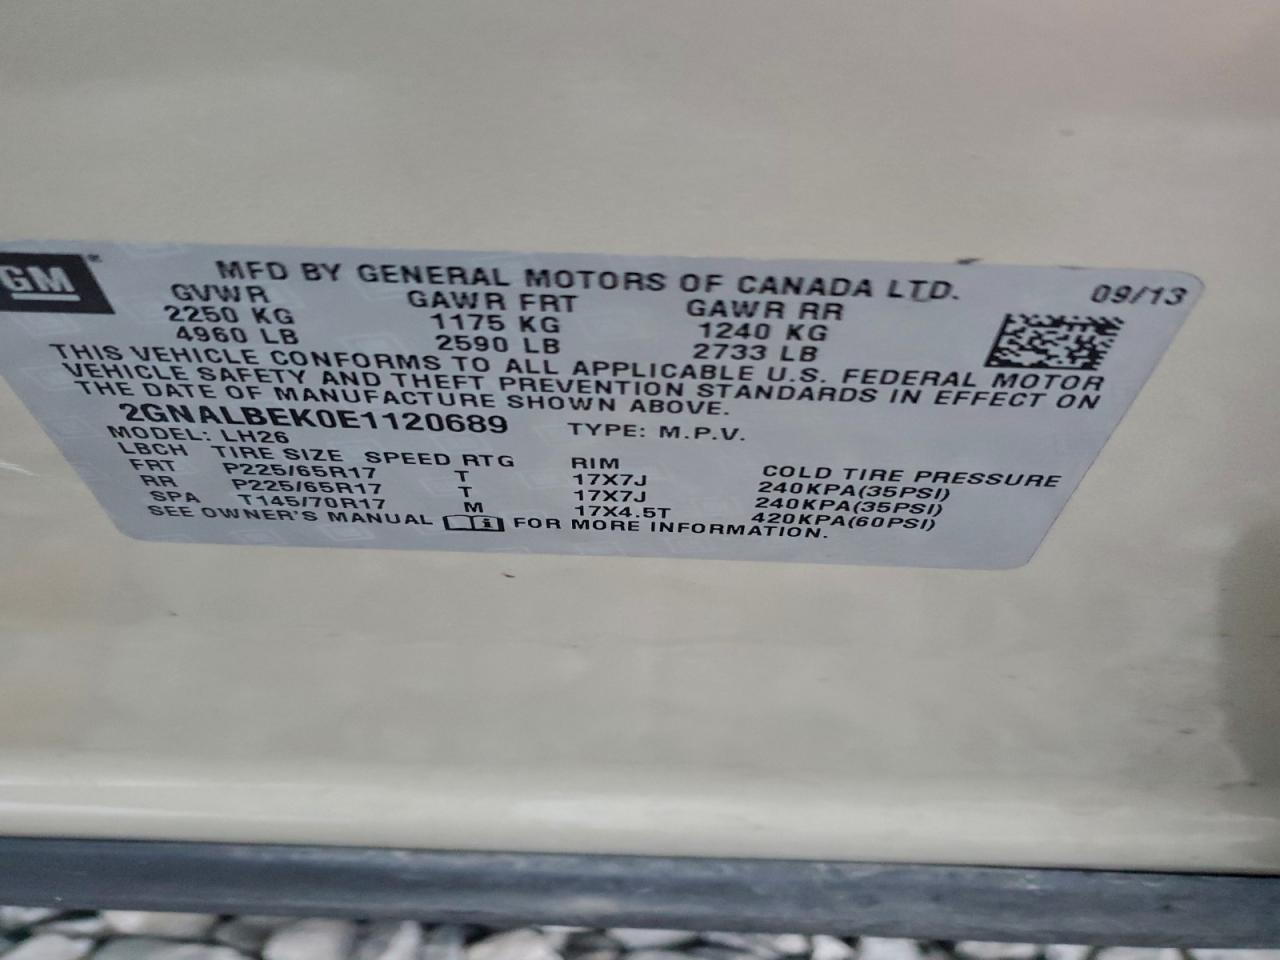 GM
MFD BY GENERAL MOTORS OF CANADA LTD. 09/13
GVWR GAWR FRT GAWR RR
2250 KG 1175 KG 1240 KG
4960 LB 2590 LB 2733 LB
THIS VEHICLE CONFORMS TO ALL APPLICABLE U.S. FEDERAL MOTOR
VEHICLE SAFETY AND THEFT PREVENTION STANDARDS IN EFFECT ON
THE DATE OF MANUFACTURE SHOWN ABOVE.
2GNALBEK0E1120689 TYPE: M.P.V.
MODEL: LH26
LBCH TIRE SIZE SPEED RTG RIM COLD TIRE PRESSURE
FRT P225/65R17 T 17X7J 240KPA(35PSI)
RR P225/65R17 T 17X7J 240KPA(35PSI)
SPA T145/70R17 M 17X4.5T 420KPA(60PSI)
SEE OWNER'S MANUAL FOR MORE INFORMATION.